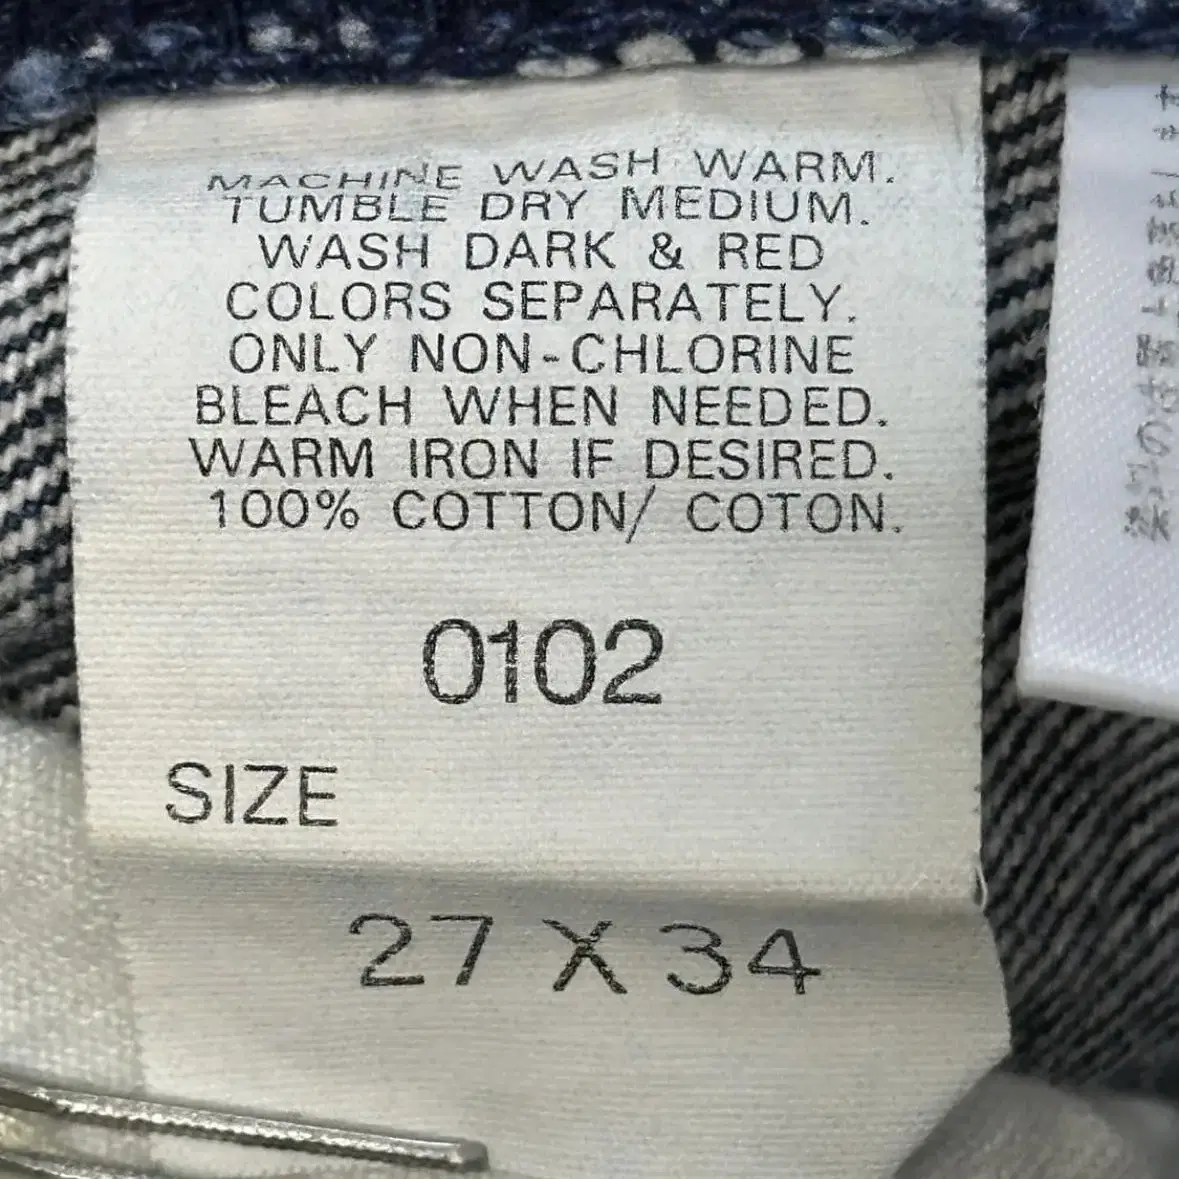 MACHINE WASH WARM.
TUMBLE DRY MEDIUM.
WASH DARK & RED
COLORS SEPARATELY.
ONLY NON-CHLORINE
BLEACH WHEN NEEDED.
WARM IRON IF DESIRED.
100% COTTON/ COTON.
0102
SIZE
27 X 34